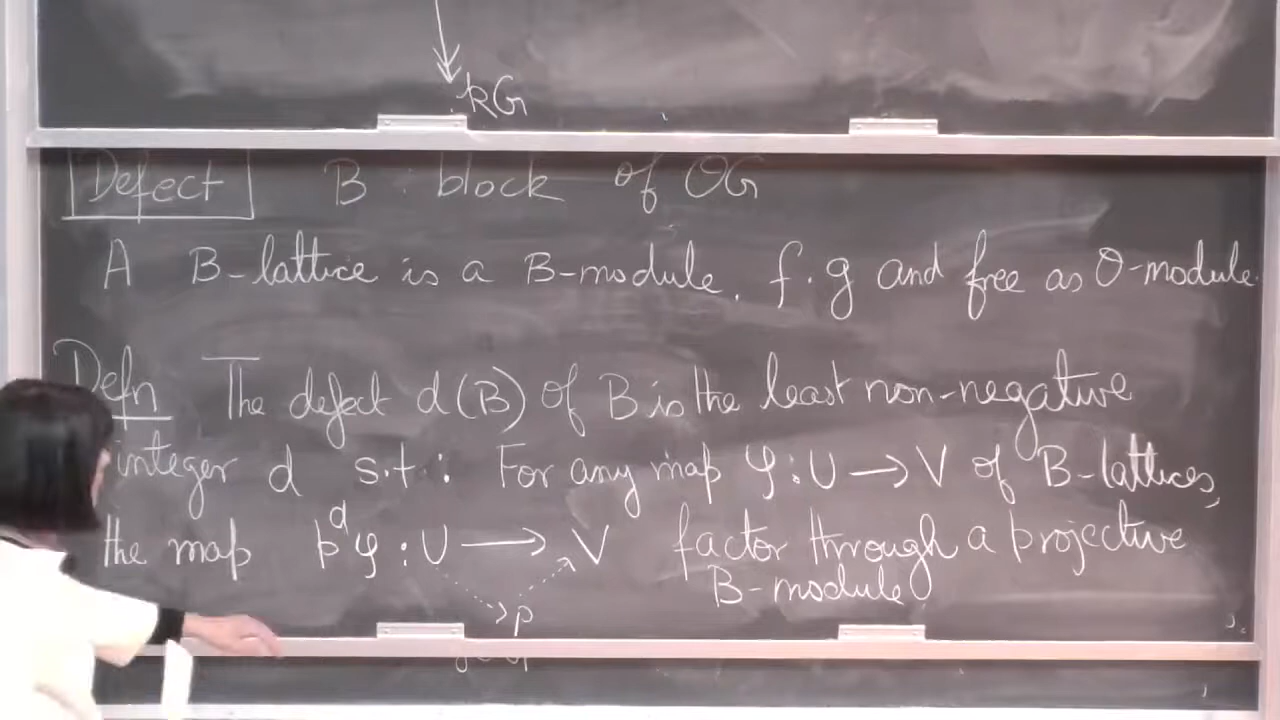 kG
Defect B : block of OG
A B-lattice is a B-module, f.g and free as O-module.
Defn The defect d(B) of B is the least non-negative
integer d s.t : For any map φ : U → V of B-lattices,
the map p^d φ : U → V factor through a projective
B-module
P